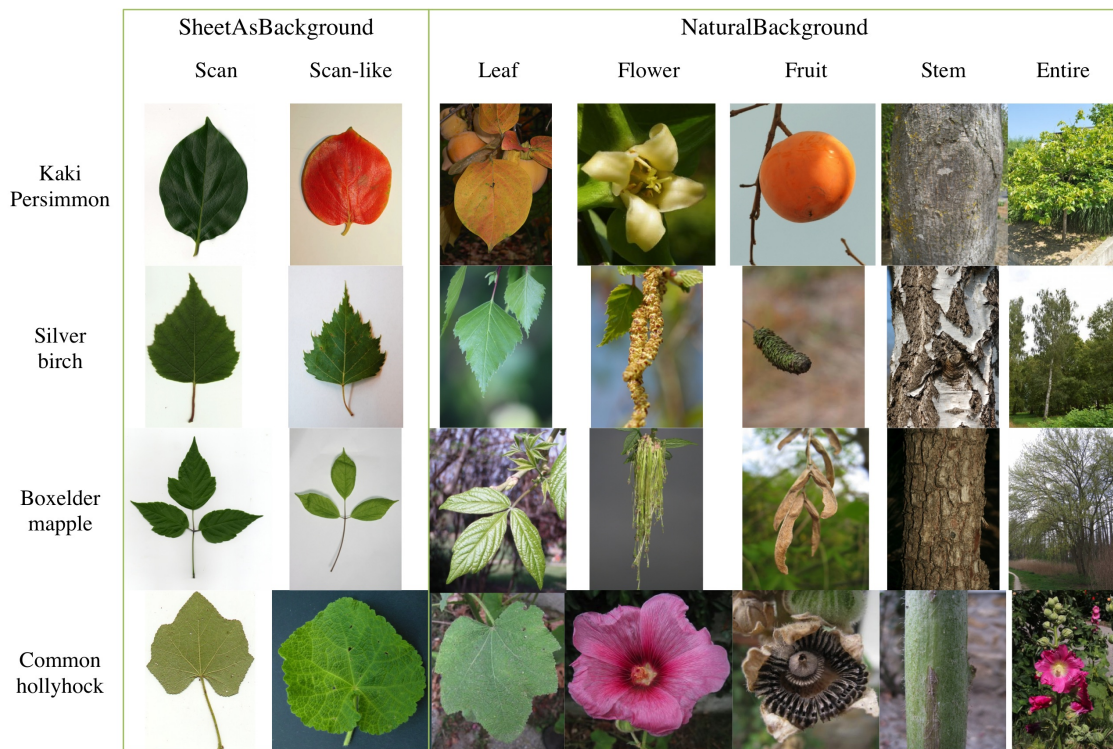 SheetAsBackground
NaturalBackground
Scan
Scan-like
Leaf
Flower
Fruit
Stem
Entire
Kaki
Persimmon
Silver
birch
Boxelder
mapple
Common
hollyhock